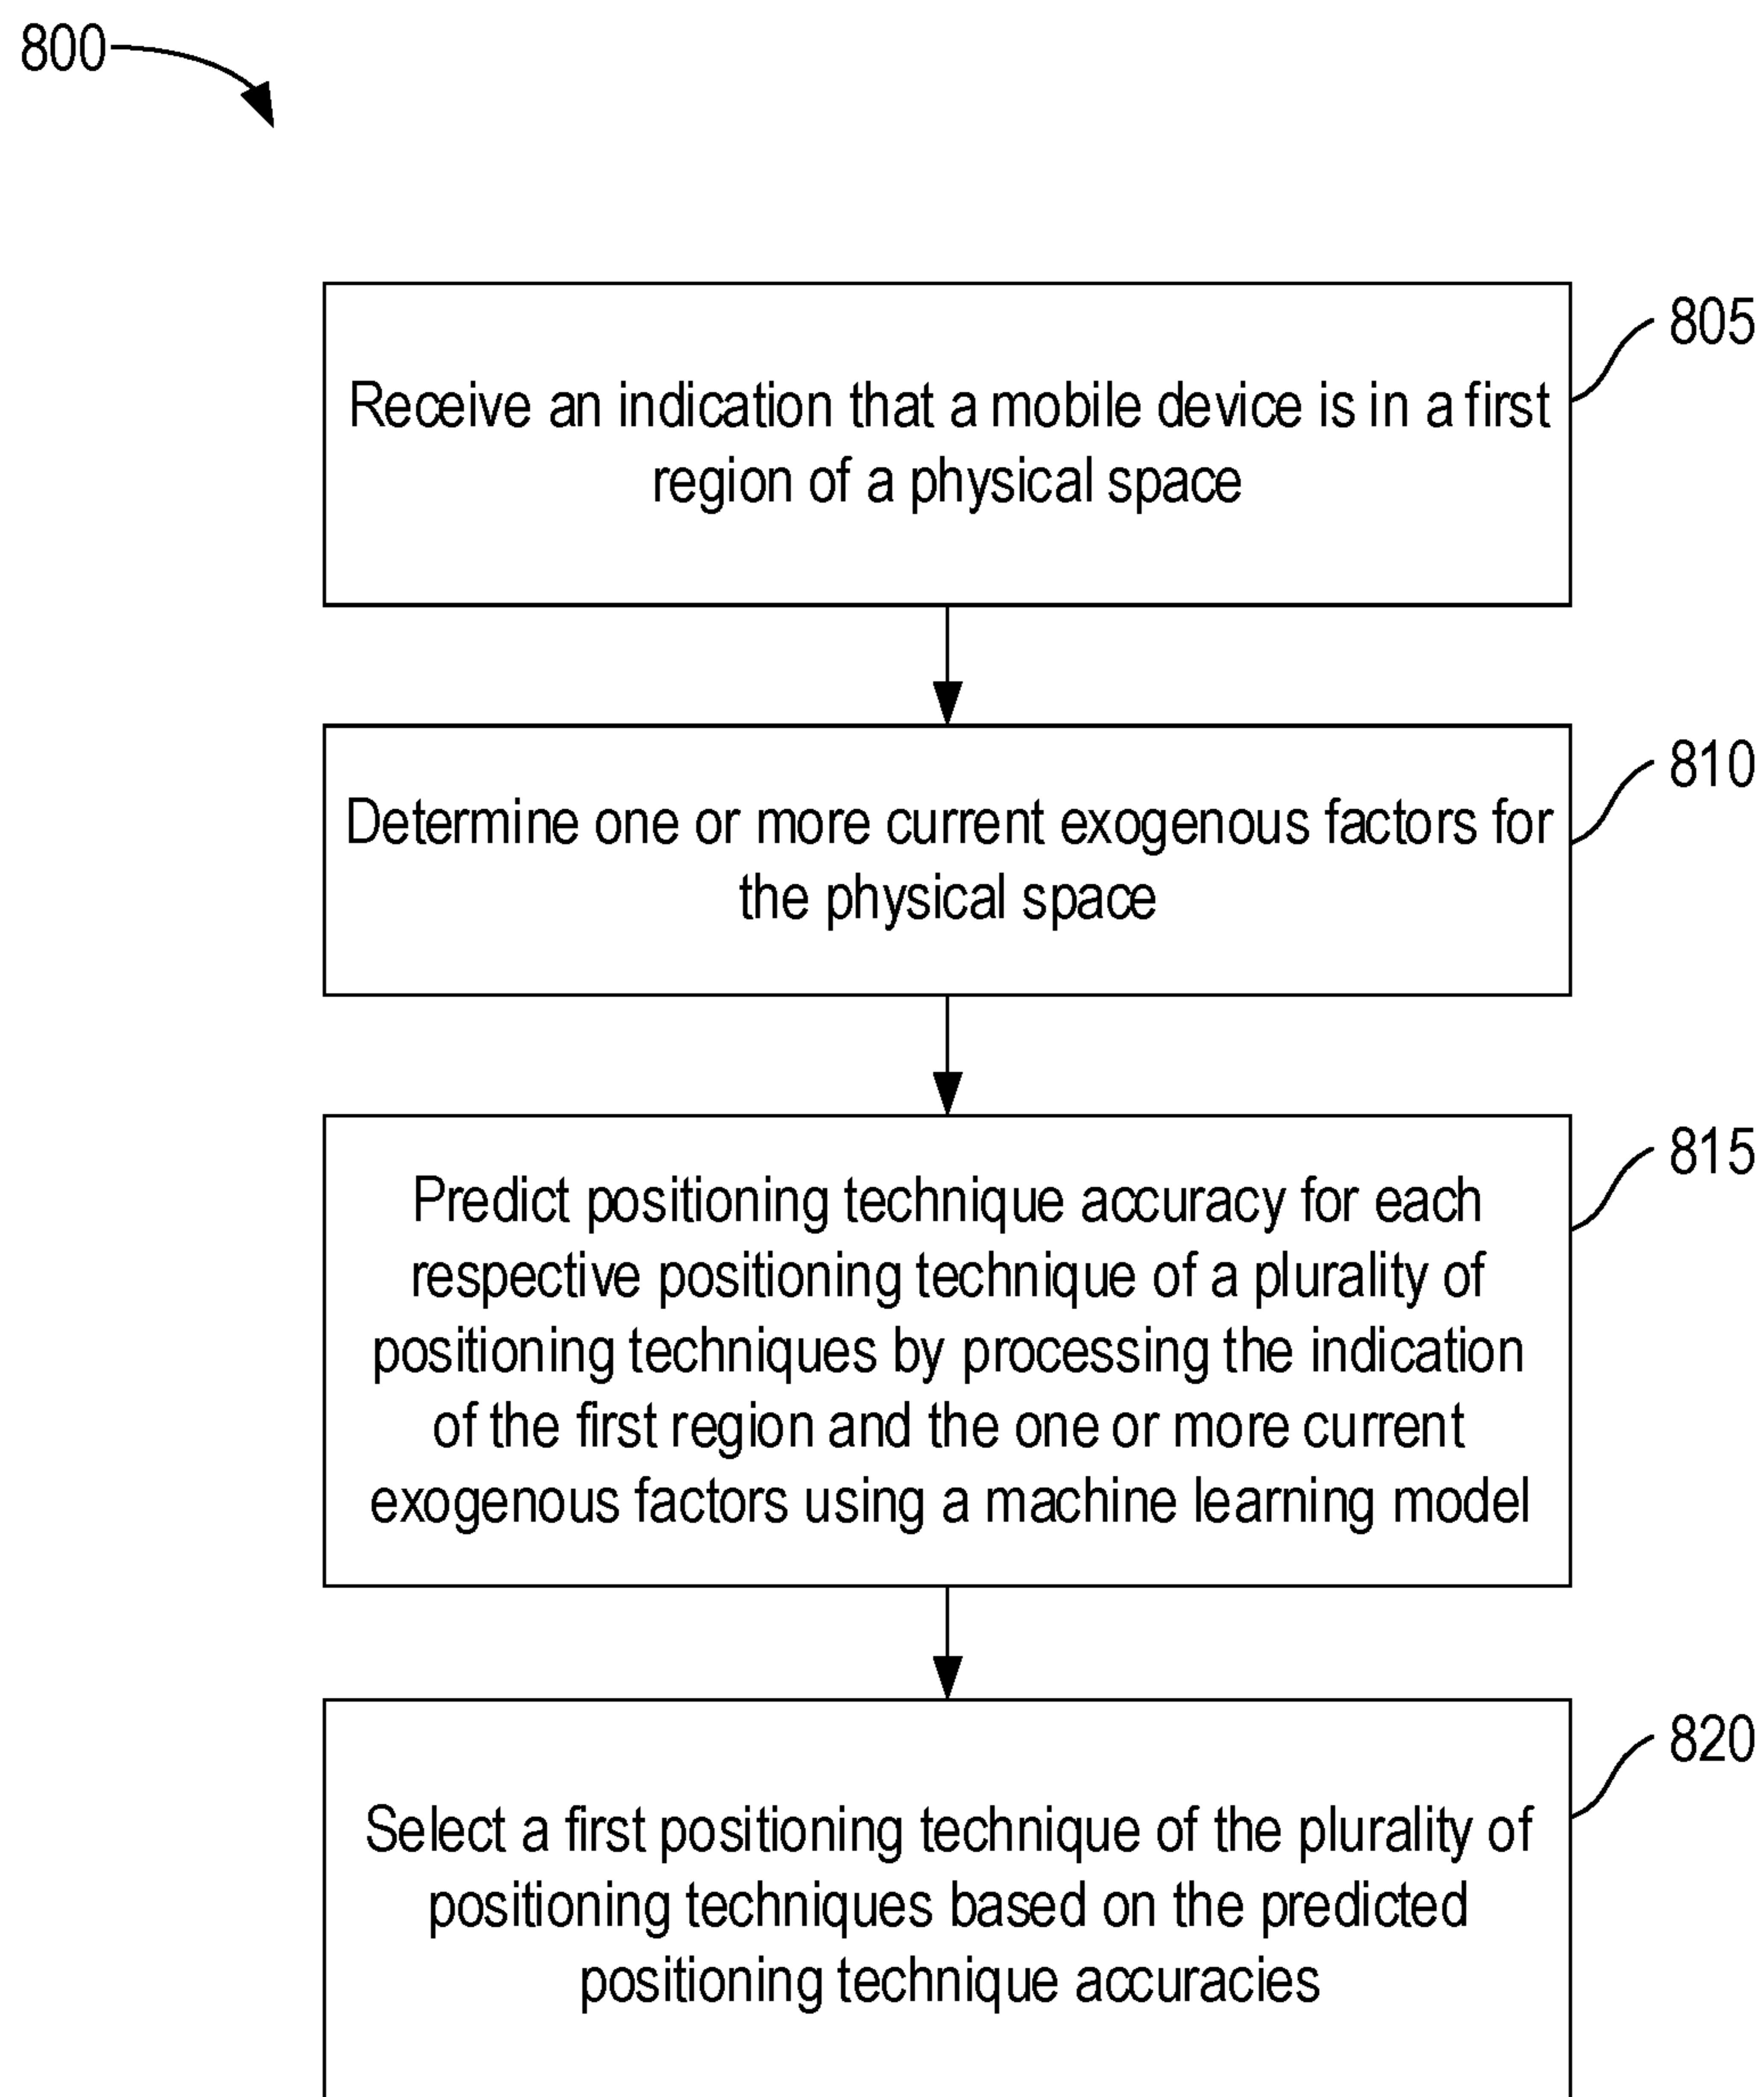 800
805
Receive an indication that a mobile device is in a first
region of a physical space
810
Determine one or more current exogenous factors for
the physical space
815
Predict positioning technique accuracy for each
respective positioning technique of a plurality of
positioning techniques by processing the indication
of the first region and the one or more current
exogenous factors using a machine learning model
820
Select a first positioning technique of the plurality of
positioning techniques based on the predicted
positioning technique accuracies